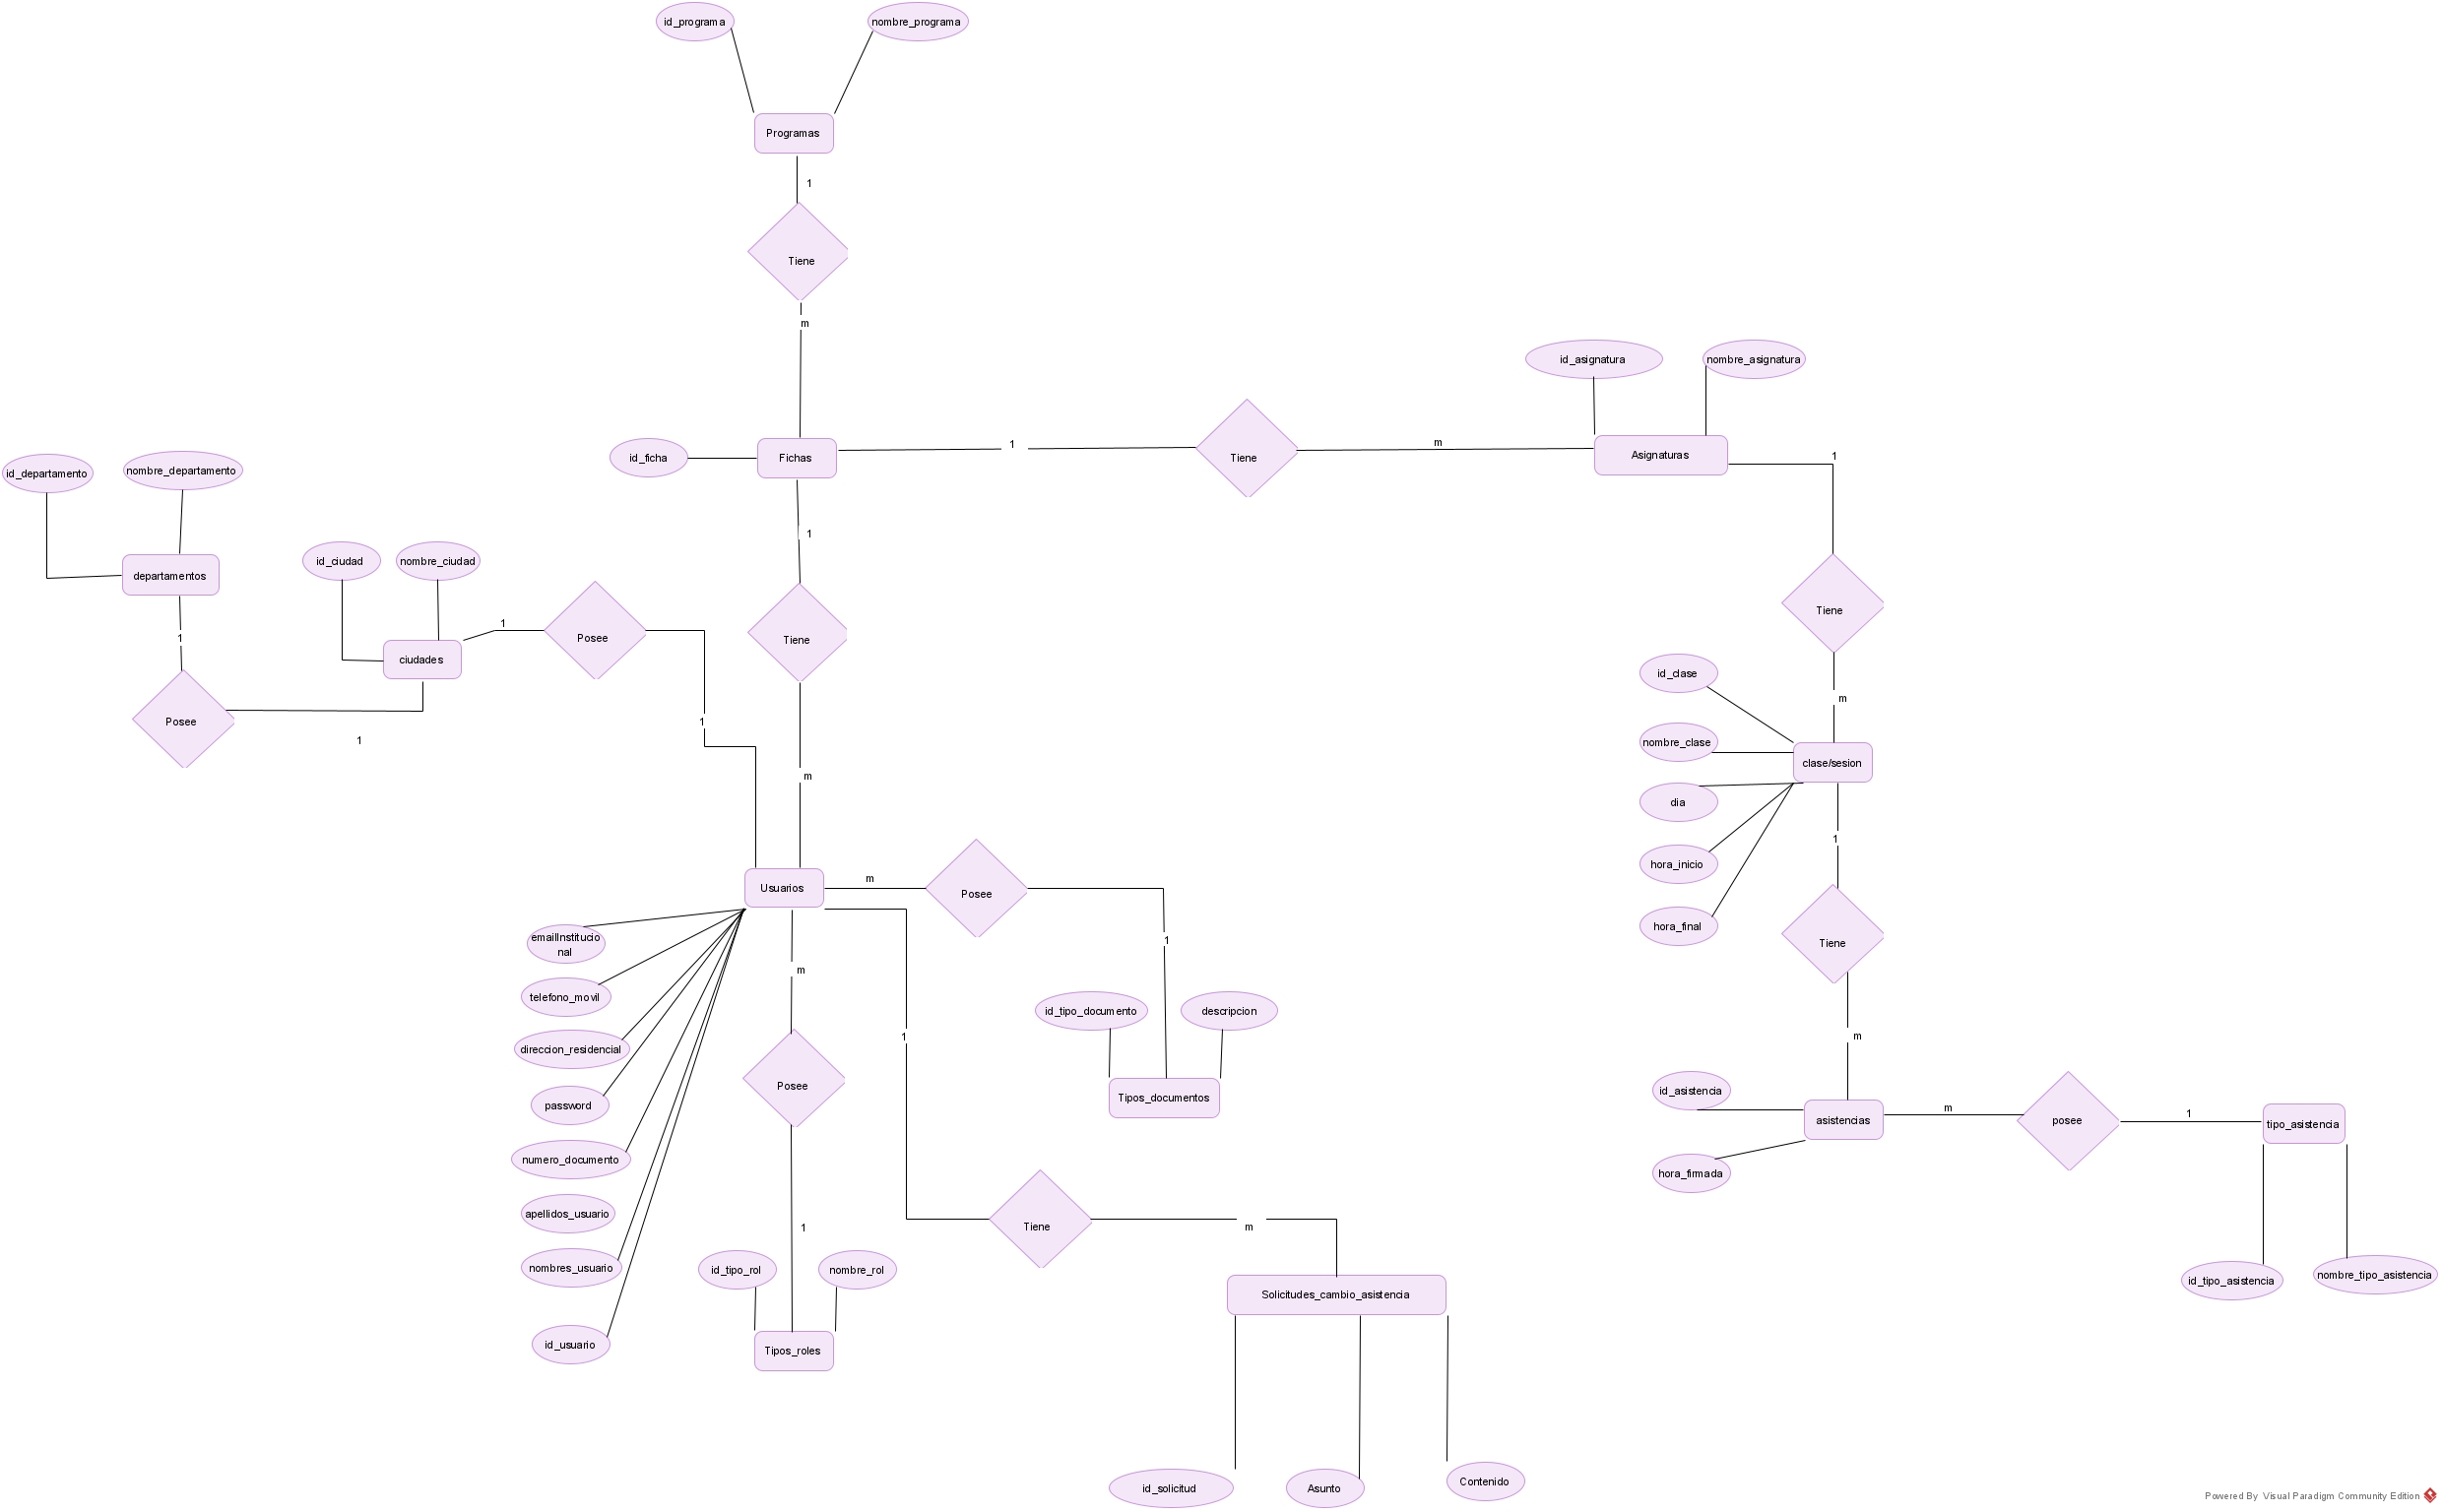 id_programa
nombre_programa
Programas
1
Tiene
m
id_asignatura
nombre_asignatura
1
m
Tiene
Asignaturas
1
id_ficha
Fichas
id_departamento
nombre_departamento
1
id_ciudad
nombre_ciudad
departamentos
Tiene
1
Posee
Tiene
1
ciudades
id_clase
m
Posee
1
1
nombre_clase
clase/sesion
m
dia
1
hora_inicio
m
Usuarios
Posee
hora_final
1
Tiene
emailInstitucio
nal
m
telefono_movil
id_tipo_documento
descripcion
1
m
direccion_residencial
Posee
Tipos_documentos
id_asistencia
m
1
password
asistencias
posee
tipo_asistencia
numero_documento
hora_firmada
apellidos_usuario
1
Tiene
m
nombres_usuario
id_tipo_rol
nombre_rol
id_tipo_asistencia
nombre_tipo_asistencia
Solicitudes_cambio_asistencia
id_usuario
Tipos_roles
id_solicitud
Asunto
Contenido
Powered By Visual Paradigm Community Edition